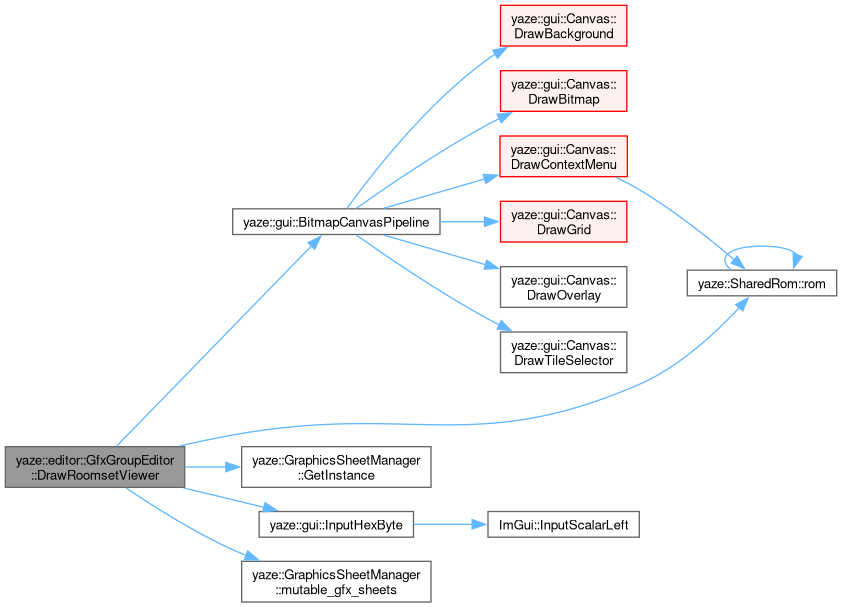 yaze::gui::Canvas::
DrawBackground
yaze::gui::Canvas::
DrawBitmap
yaze::gui::Canvas::
DrawContextMenu
yaze::gui::BitmapCanvasPipeline
yaze::gui::Canvas::
DrawGrid
yaze::gui::Canvas::
DrawOverlay
yaze::SharedRom::rom
yaze::gui::Canvas::
DrawTileSelector
yaze::editor::GfxGroupEditor
::DrawRoomsetViewer
yaze::GraphicsSheetManager
::GetInstance
yaze::gui::InputHexByte
ImGui::InputScalarLeft
yaze::GraphicsSheetManager
::mutable_gfx_sheets